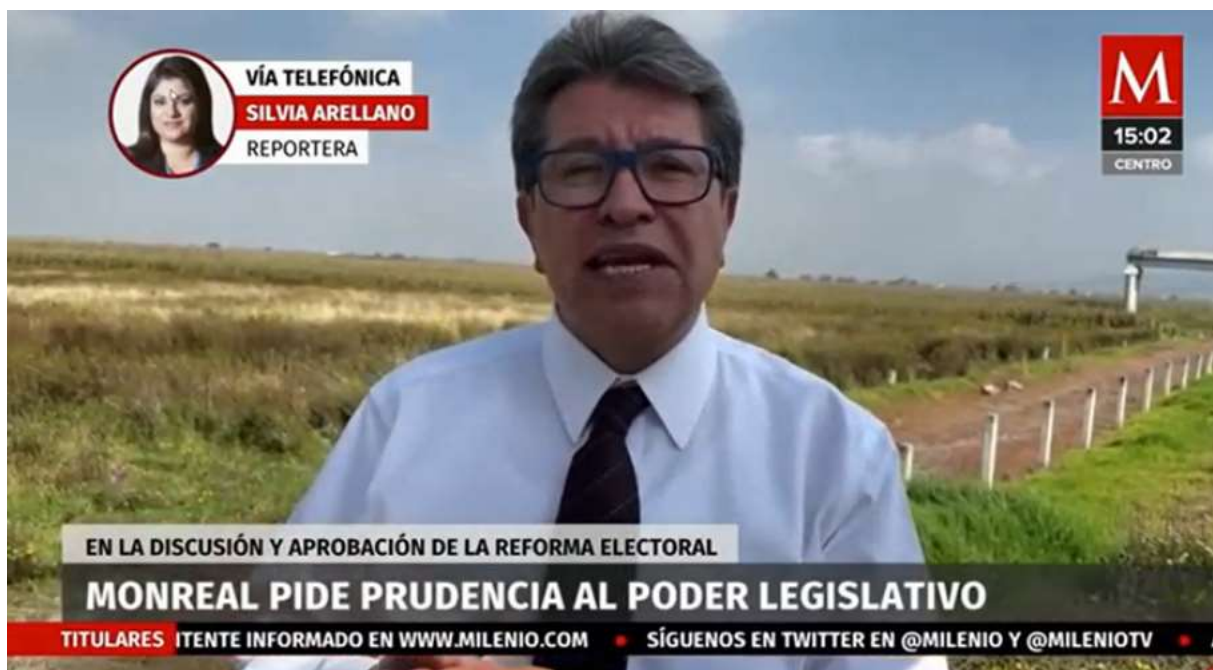 VÍA TELEFÓNICA
SILVIA ARELLANO
REPORTERA
M
15:02
CENTRO
EN LA DISCUSIÓN Y APROBACIÓN DE LA REFORMA ELECTORAL
MONREAL PIDE PRUDENCIA AL PODER LEGISLATIVO
TITULARES ITENTE INFORMADO EN WWW.MILENIO.COM • SÍGUENOS EN TWITTER EN @MILENIO Y @MILENIOTV •